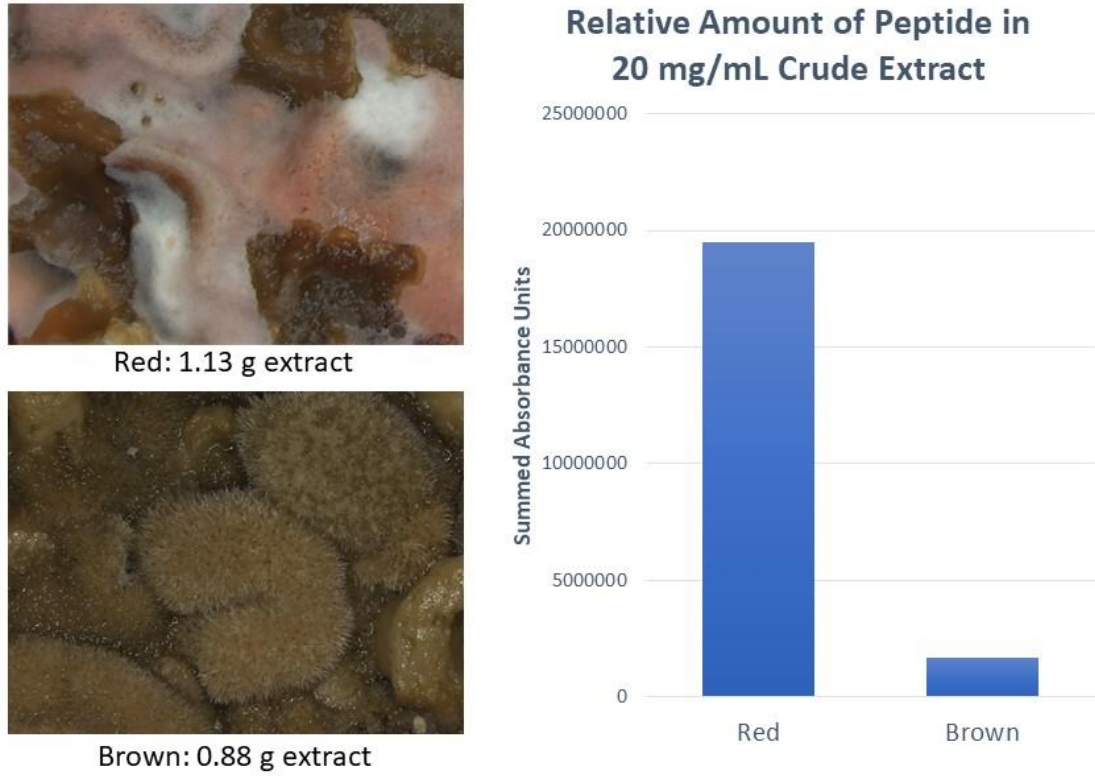 Red: 1.13 g extract
Brown: 0.88 g extract
Relative Amount of Peptide in
20 mg/mL Crude Extract
Summed Absorbance Units
25000000
20000000
15000000
10000000
5000000
0
Red
Brown